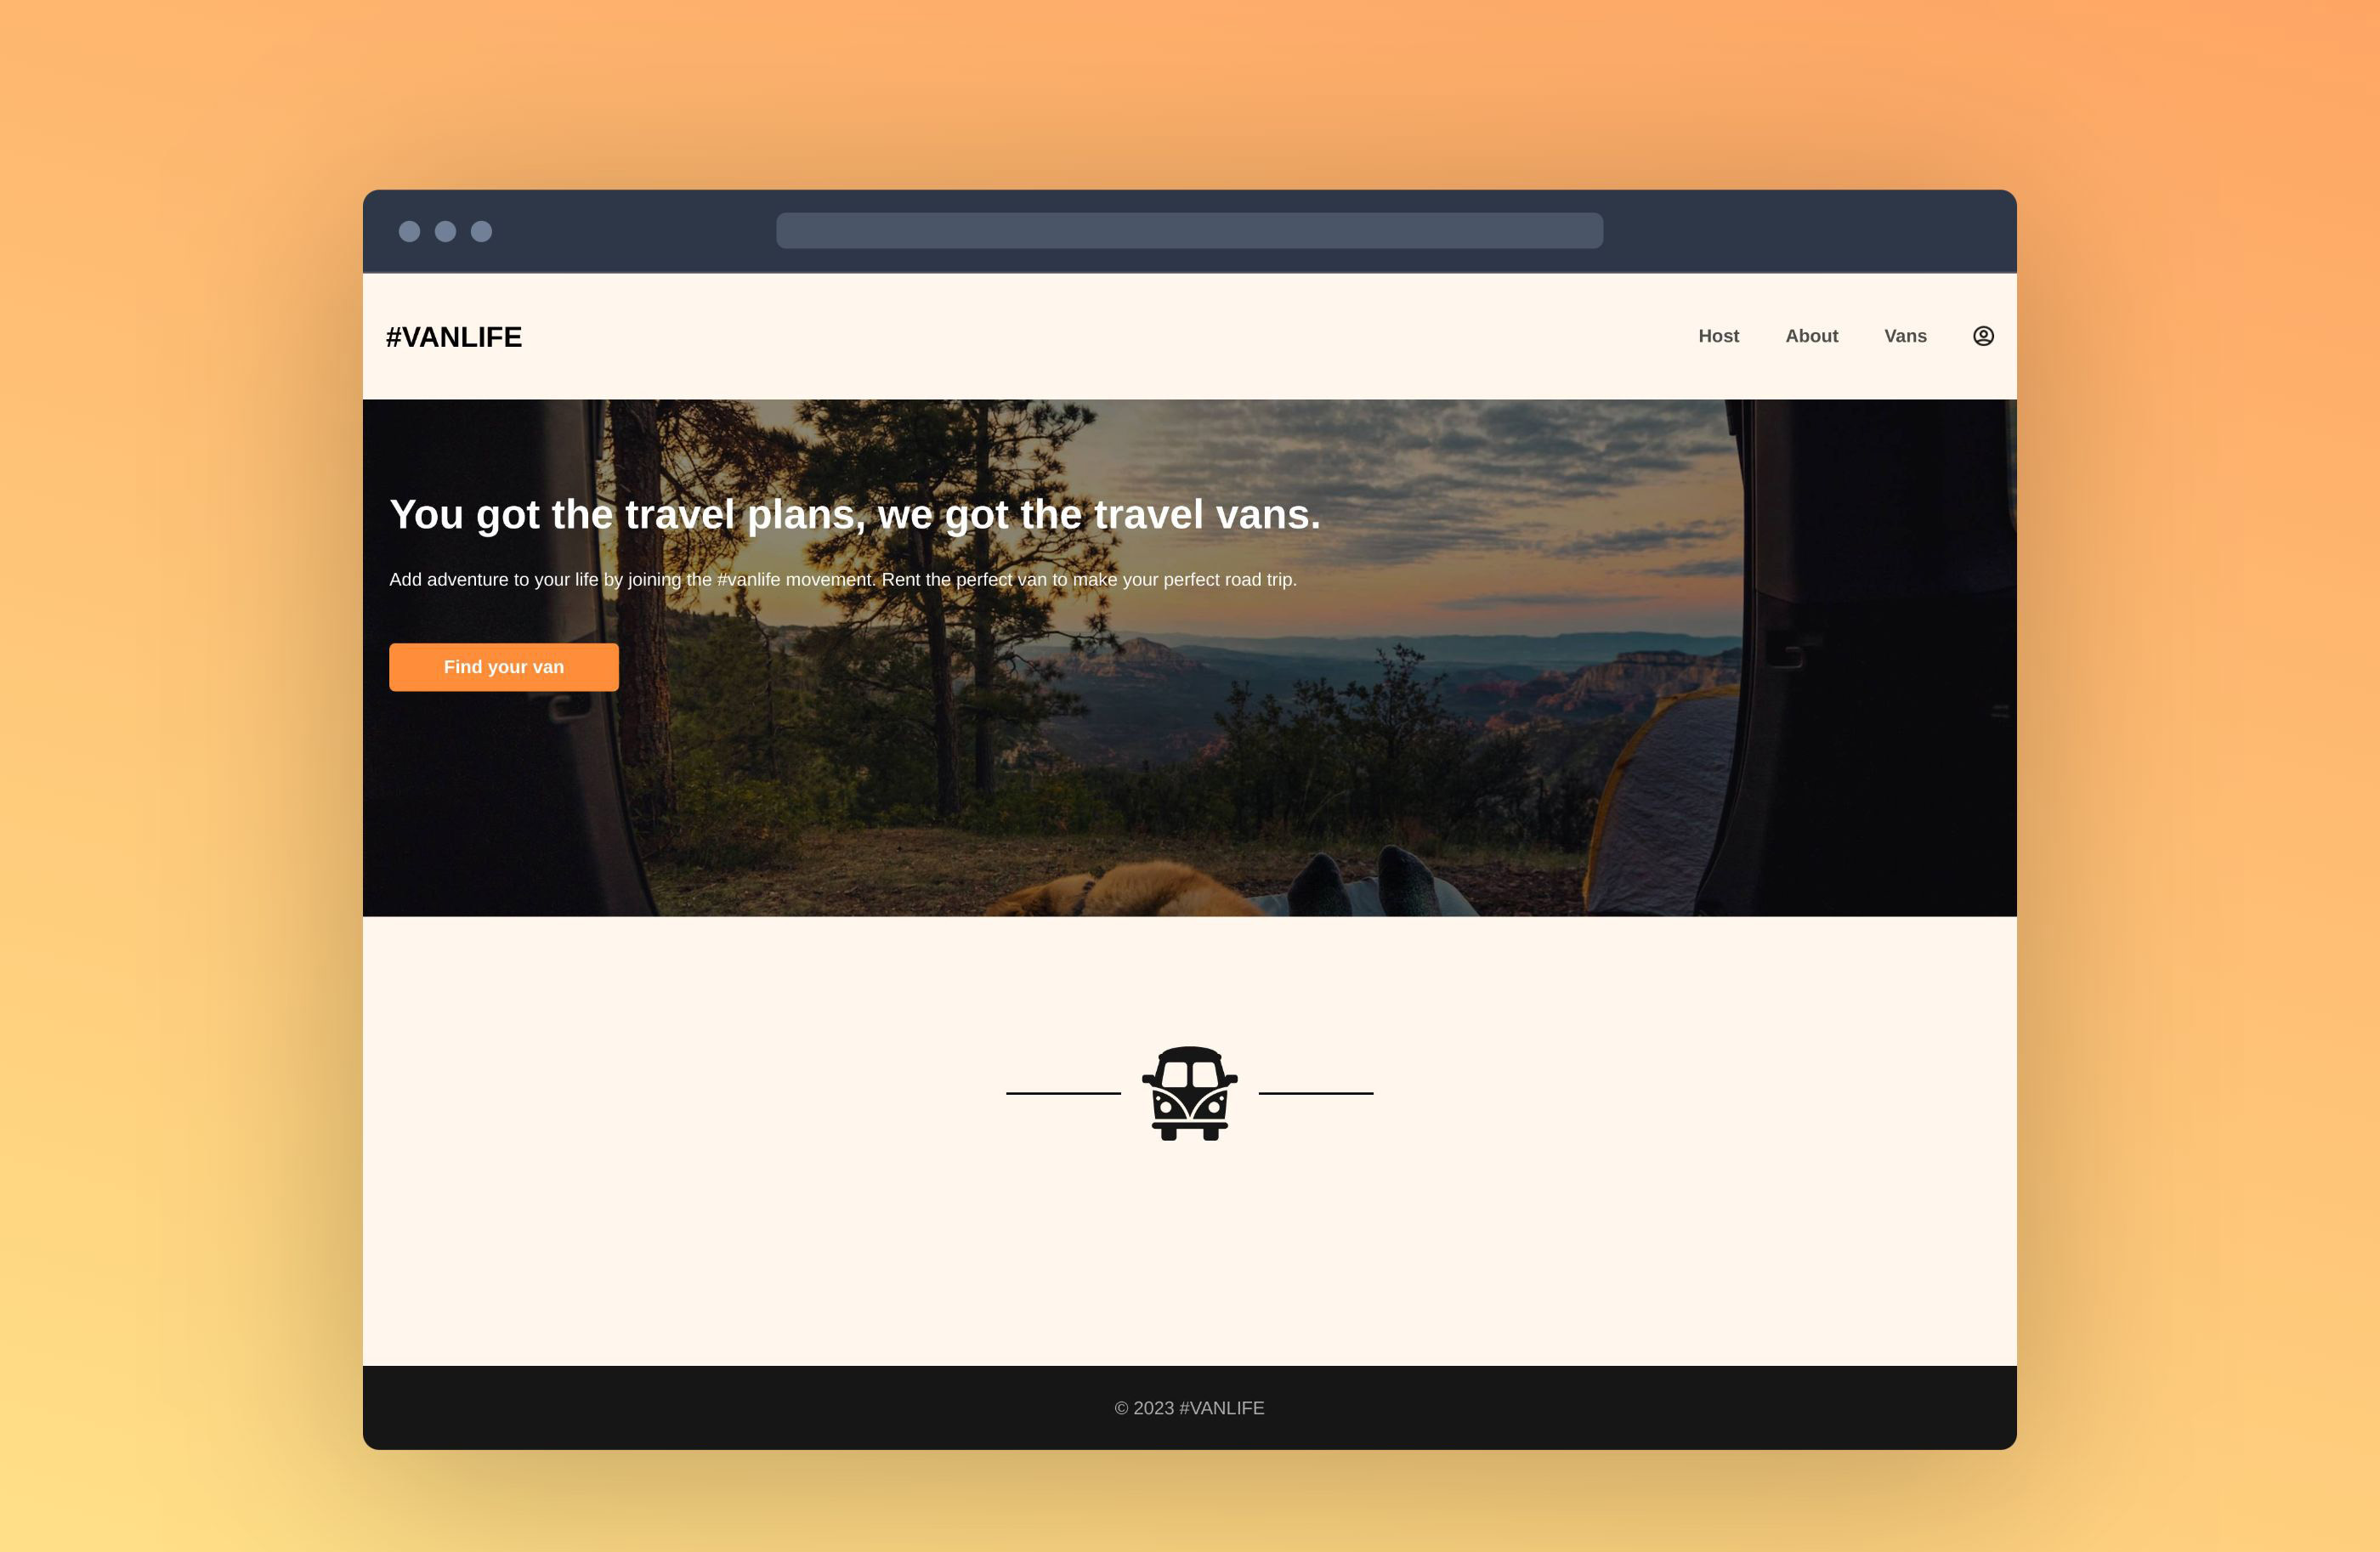 #VANLIFE
Host About Vans
You got the travel plans, we got the travel vans.
Add adventure to your life by joining the #vanlife movement. Rent the perfect van to make your perfect road trip.
Find your van
© 2023 #VANLIFE